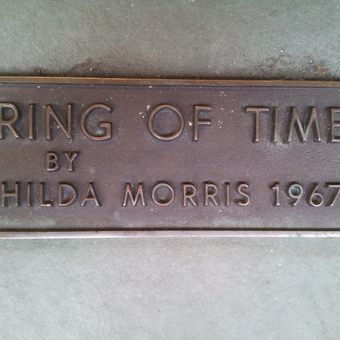 RING OF TIME
BY
HILDA MORRIS 1967